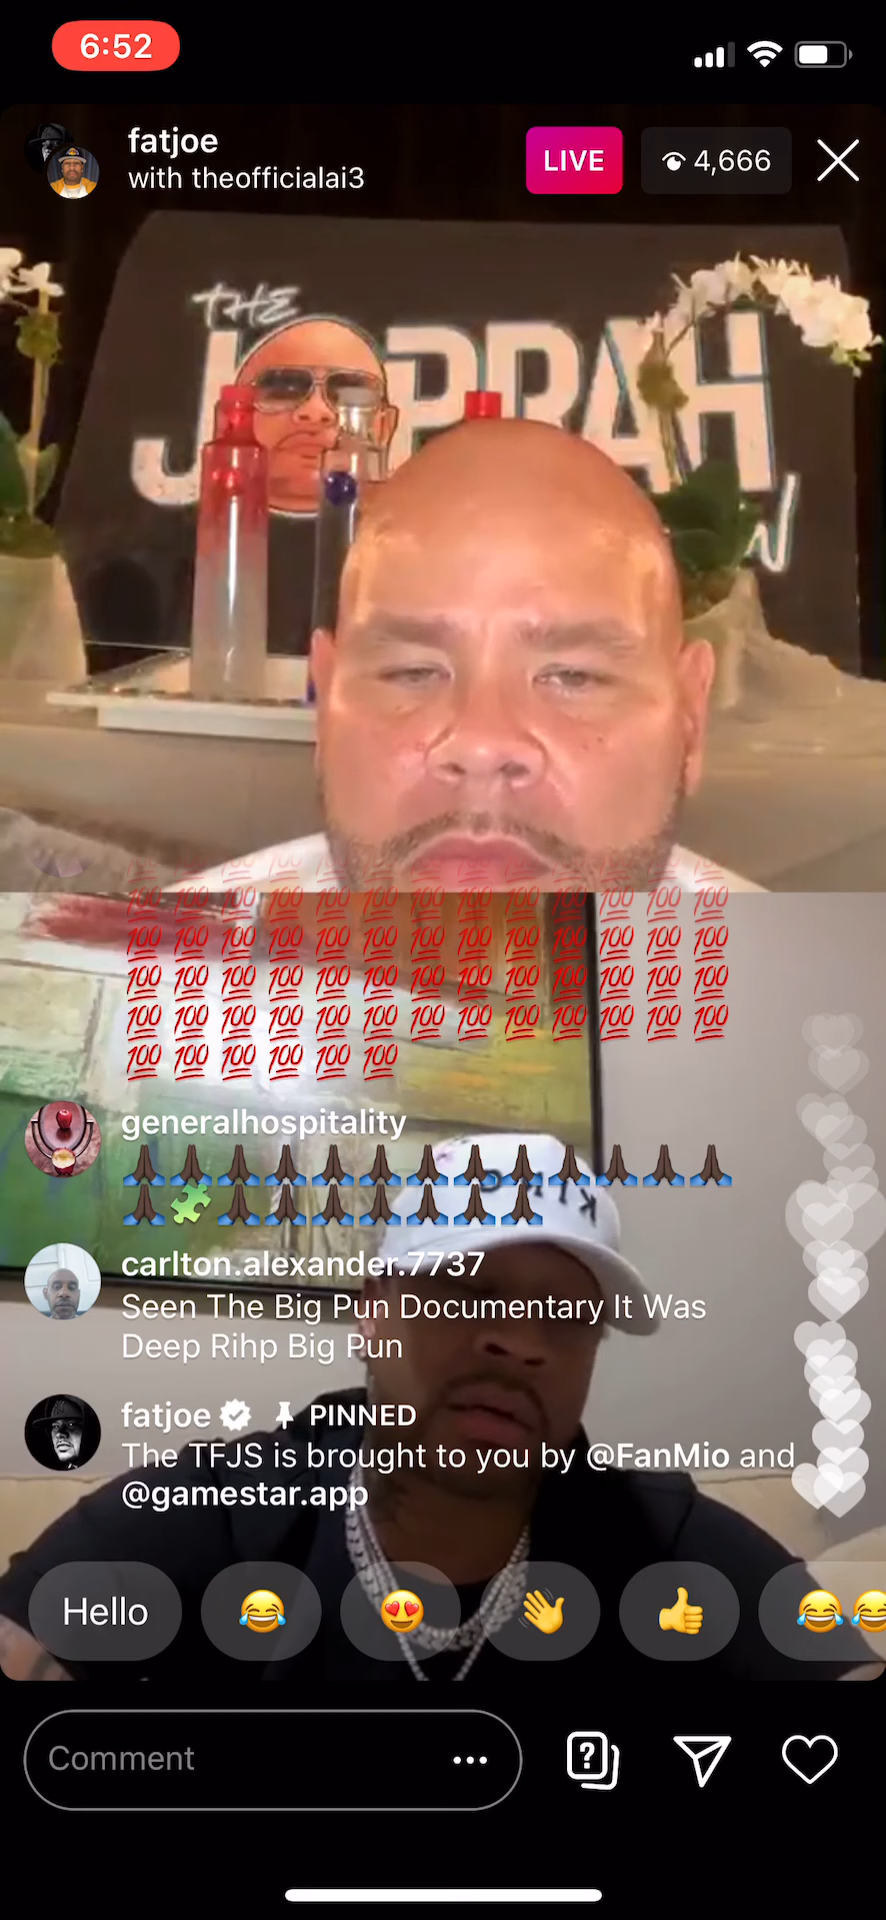 6:52
fatjoe
with theofficialai3
LIVE
4,666
THE
💯💯💯💯💯💯💯💯💯💯💯💯💯
💯💯💯💯💯💯💯💯💯💯💯💯💯
💯💯💯💯💯💯💯💯💯💯💯💯💯
💯💯💯💯💯💯💯💯💯💯💯💯💯
💯💯💯💯💯💯💯💯💯💯💯💯💯
💯💯💯💯💯💯
generalhospitality
🙏🏿🙏🏿🙏🏿🙏🏿🙏🏿🙏🏿🙏🏿🙏🏿🙏🏿🙏🏿🙏🏿🙏🏿🙏🏿
🙏🏿🧩🙏🏿🙏🏿🙏🏿🙏🏿🙏🏿🙏🏿🙏🏿
carlton.alexander.7737
Seen The Big Pun Documentary It Was
Deep Rihp Big Pun
fatjoe PINNED
The TFJS is brought to you by @FanMio and
@gamestar.app
Hello 😂 😍 👋 👍 😂😂
Comment ...